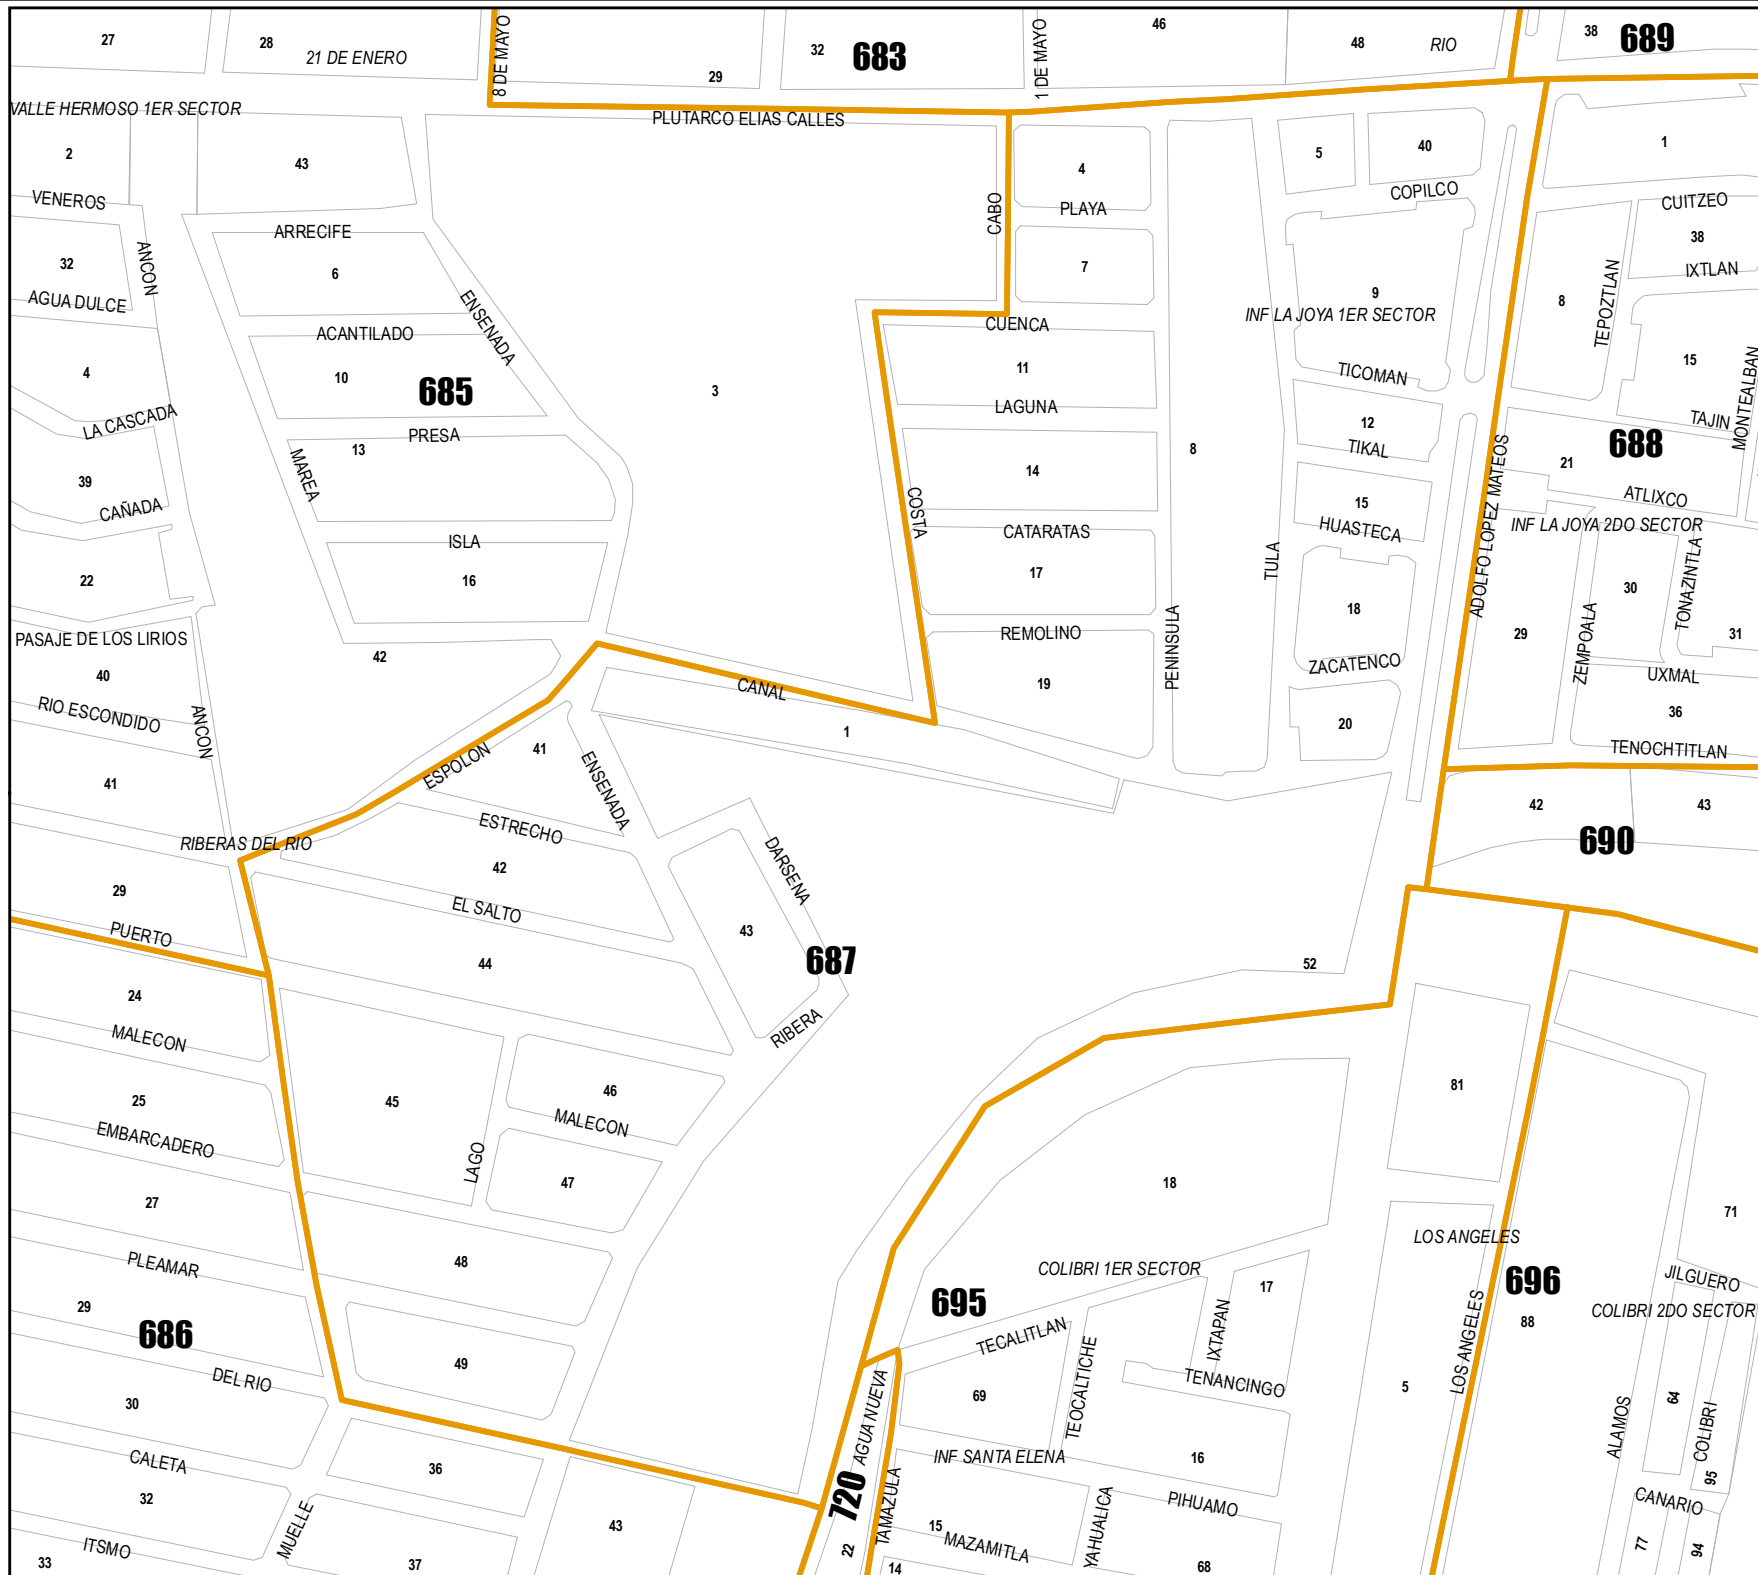 27
28
21 DE ENERO
8 DE MAYO
32
683
29
1 DE MAYO
46
48
RIO
38
689
VALLE HERMOSO 1ER SECTOR
PLUTARCO ELIAS CALLES
2
43
4
5
40
1
VENEROS
ARRECIFE
CABO
PLAYA
COPILCO
CUITZEO
32
ANCON
6
7
9
38
AGUA DULCE
ENSENADA
ACANTILADO
CUENCA
INF LA JOYA 1ER SECTOR
8
TEPOZTLAN
IXTLAN
4
10
685
3
11
TICOMAN
15
MONTEALBAN
LA CASCADA
PRESA
LAGUNA
12
TAJIN
13
MAREA
TIKAL
688
39
14
8
21
CAÑADA
COSTA
15
ATLIXCO
ISLA
CATARATAS
HUASTECA
ADOLFO LOPEZ MATEOS
INF LA JOYA 2DO SECTOR
22
16
17
TULA
18
30
TONAZINTLA
PASAJE DE LOS LIRIOS
REMOLINO
PENINSULA
29
ZEMPOALA
31
42
ZACATENCO
40
CANAL
19
UXMAL
RIO ESCONDIDO
ANCON
1
20
36
41
ESPOLON
ENSENADA
TENOCHTITLAN
41
ESTRECHO
42
43
RIBERAS DEL RIO
690
42
DARSENA
29
EL SALTO
PUERTO
43
687
44
52
24
MALECON
RIBERA
25
45
46
81
EMBARCADERO
MALECON
LAGO
47
18
27
71
PLEAMAR
48
LOS ANGELES
COLIBRI 1ER SECTOR
JILGUERO
29
686
695
17
696
COLIBRI 2DO SECTOR
88
TECALITLAN
IXTAPAN
49
DEL RIO
TEOCALTICHE
TENANCINGO
LOS ANGELES
30
69
5
64
AGUA NUEVA
ALAMOS
COLIBRI
CALETA
36
INF SANTA ELENA
16
95
32
720
TAMAZULA
PIHUAMO
CANARIO
MUELLE
43
15
YAHUALICA
ITSMO
MAZAMITLA
77
94
33
37
22
14
68